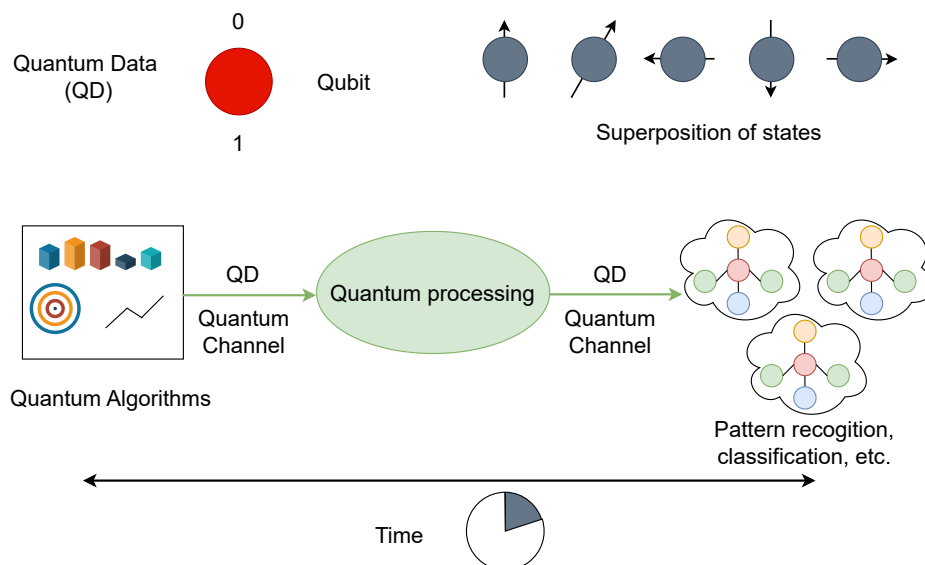 0
Quantum Data
(QD)
Qubit
1
Superposition of states
QD
Quantum
Channel
Quantum processing
QD
Quantum
Channel
Quantum Algorithms
Pattern recogition,
classification, etc.
Time